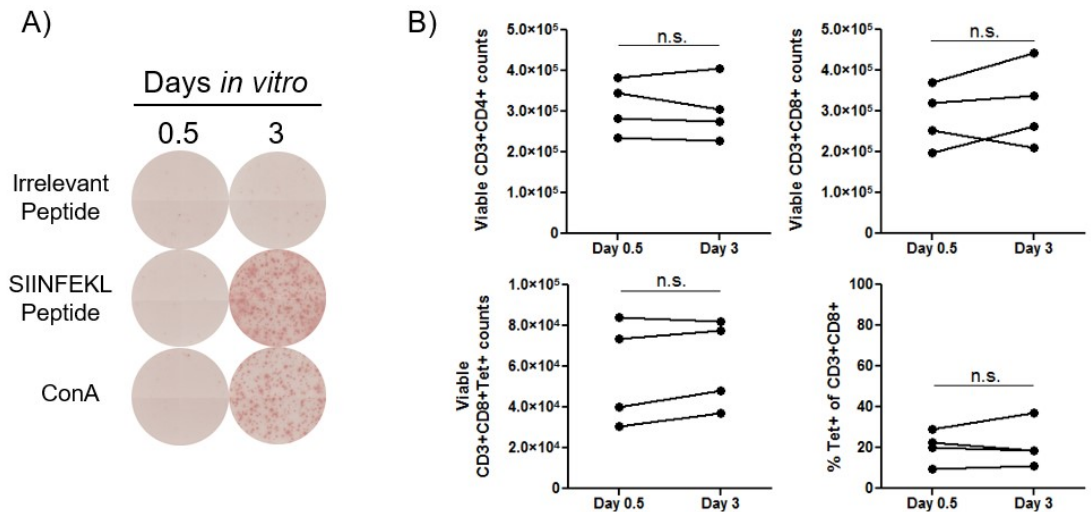 A)
Days in vitro
0.5 3
Irrelevant
Peptide
SIINFEKL
Peptide
ConA
B)
Viable CD3+CD4+ counts
5.0×10⁵
4.0×10⁵
3.0×10⁵
2.0×10⁵
1.0×10⁵
0
n.s.
Day 0.5 Day 3
Viable CD3+CD8+ counts
5.0×10⁵
4.0×10⁵
3.0×10⁵
2.0×10⁵
1.0×10⁵
0
n.s.
Day 0.5 Day 3
Viable
CD3+CD8+Tet+ counts
1.0×10⁵
8.0×10⁴
6.0×10⁴
4.0×10⁴
2.0×10⁴
0
n.s.
Day 0.5 Day 3
% Tet+ of CD3+CD8+
100
80
60
40
20
0
n.s.
Day 0.5 Day 3